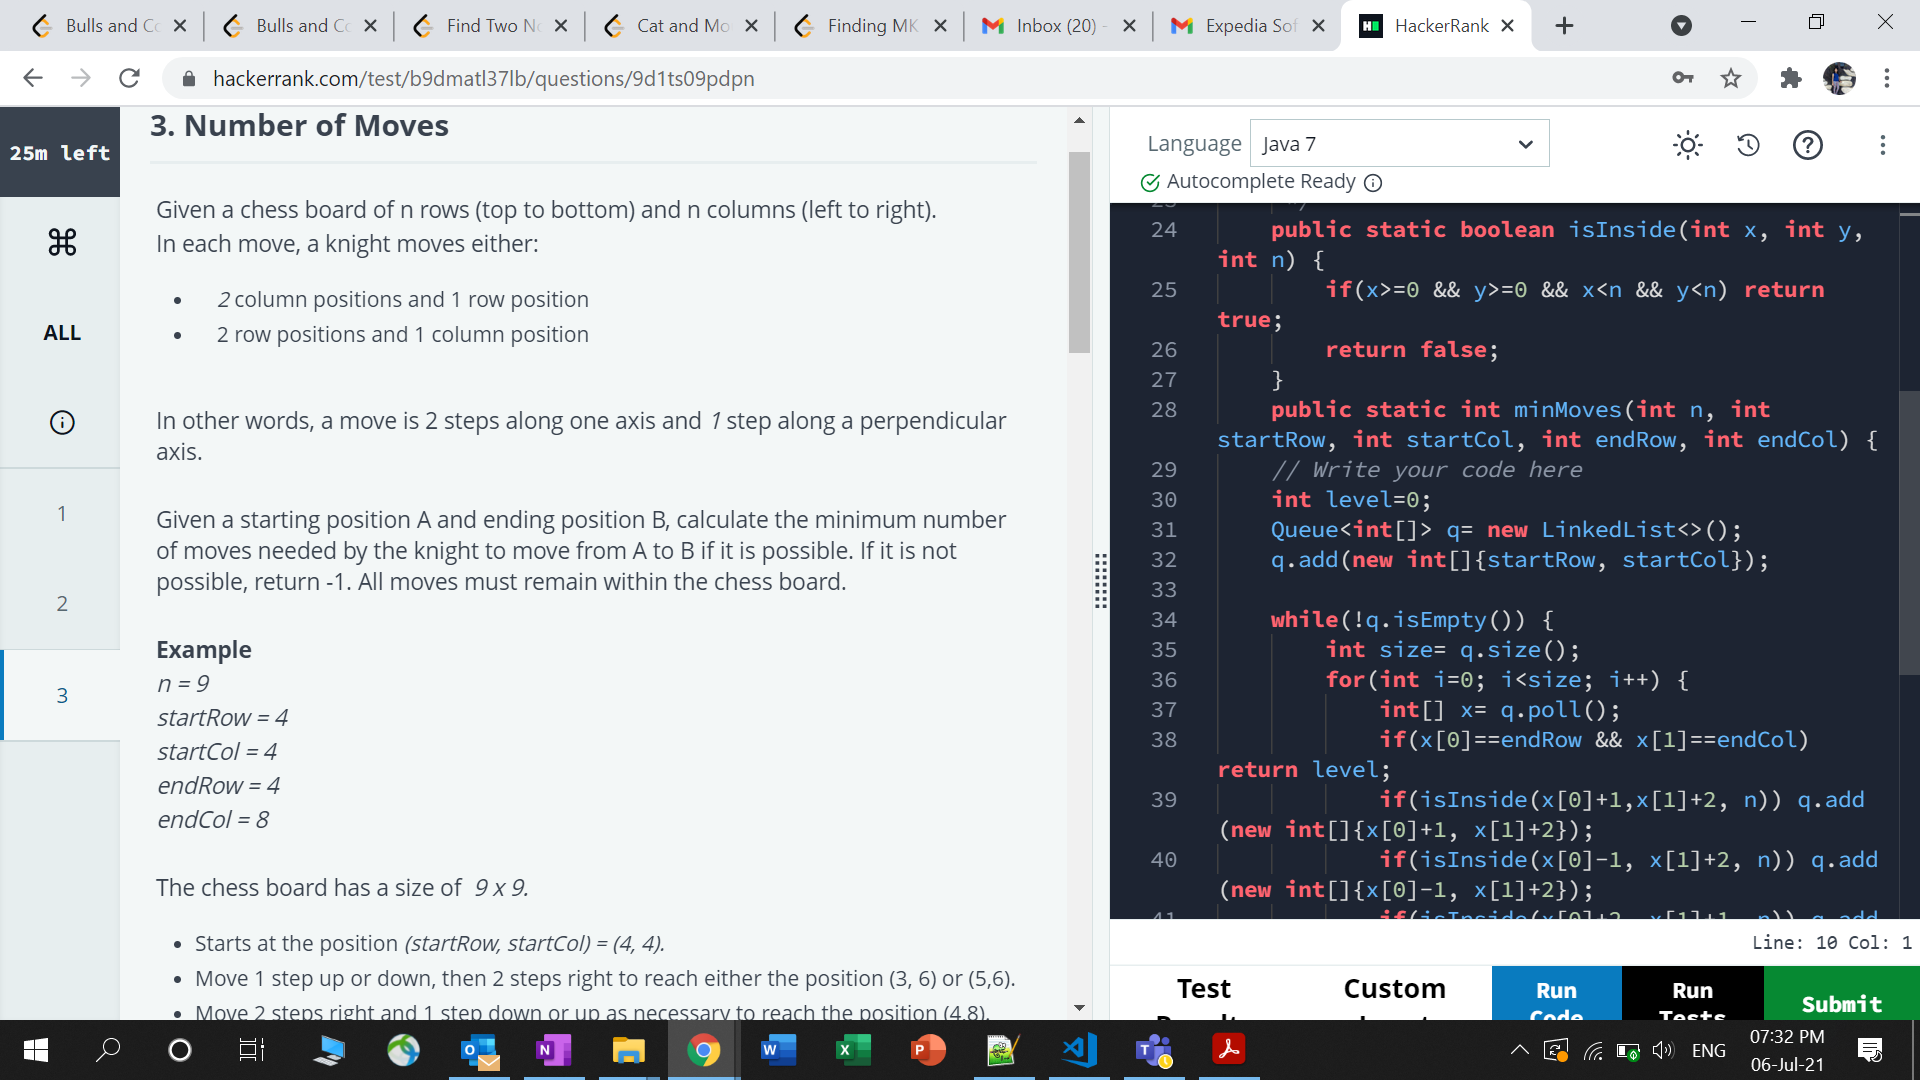 Bulls and Co
Bulls and Co
Find Two No
Cat and Mo
Finding MK
Inbox (20) -
Expedia Sof
HackerRank
hackerrank.com/test/b9dmatl37lb/questions/9d1ts09pdpn
25m left
ALL
1
2
3
3. Number of Moves
Given a chess board of n rows (top to bottom) and n columns (left to right).
In each move, a knight moves either:
• 2 column positions and 1 row position
• 2 row positions and 1 column position
In other words, a move is 2 steps along one axis and 1 step along a perpendicular
axis.
Given a starting position A and ending position B, calculate the minimum number
of moves needed by the knight to move from A to B if it is possible. If it is not
possible, return -1. All moves must remain within the chess board.
Example
n = 9
startRow = 4
startCol = 4
endRow = 4
endCol = 8
The chess board has a size of 9 x 9.
• Starts at the position (startRow, startCol) = (4, 4).
• Move 1 step up or down, then 2 steps right to reach either the position (3, 6) or (5,6).
• Move 2 steps right and 1 step down or up as necessary to reach the position (4,8).
Language Java 7
Autocomplete Ready
23 */
24 public static boolean isInside(int x, int y,
int n) {
25 if(x>=0 && y>=0 && x<n && y<n) return
true;
26 return false;
27 }
28 public static int minMoves(int n, int
startRow, int startCol, int endRow, int endCol) {
29 // Write your code here
30 int level=0;
31 Queue<int[]> q= new LinkedList<>();
32 q.add(new int[]{startRow, startCol});
33
34 while(!q.isEmpty()) {
35 int size= q.size();
36 for(int i=0; i<size; i++) {
37 int[] x= q.poll();
38 if(x[0]==endRow && x[1]==endCol)
return level;
39 if(isInside(x[0]+1,x[1]+2, n)) q.add
(new int[]{x[0]+1, x[1]+2});
40 if(isInside(x[0]-1, x[1]+2, n)) q.add
(new int[]{x[0]-1, x[1]+2});
41 if(isInside(x[0]+2, x[1]+1, n)) q.add
Line: 10 Col: 1
Test
Custom
Run
Code
Run
Tests
Submit
ENG
07:32 PM
06-Jul-21